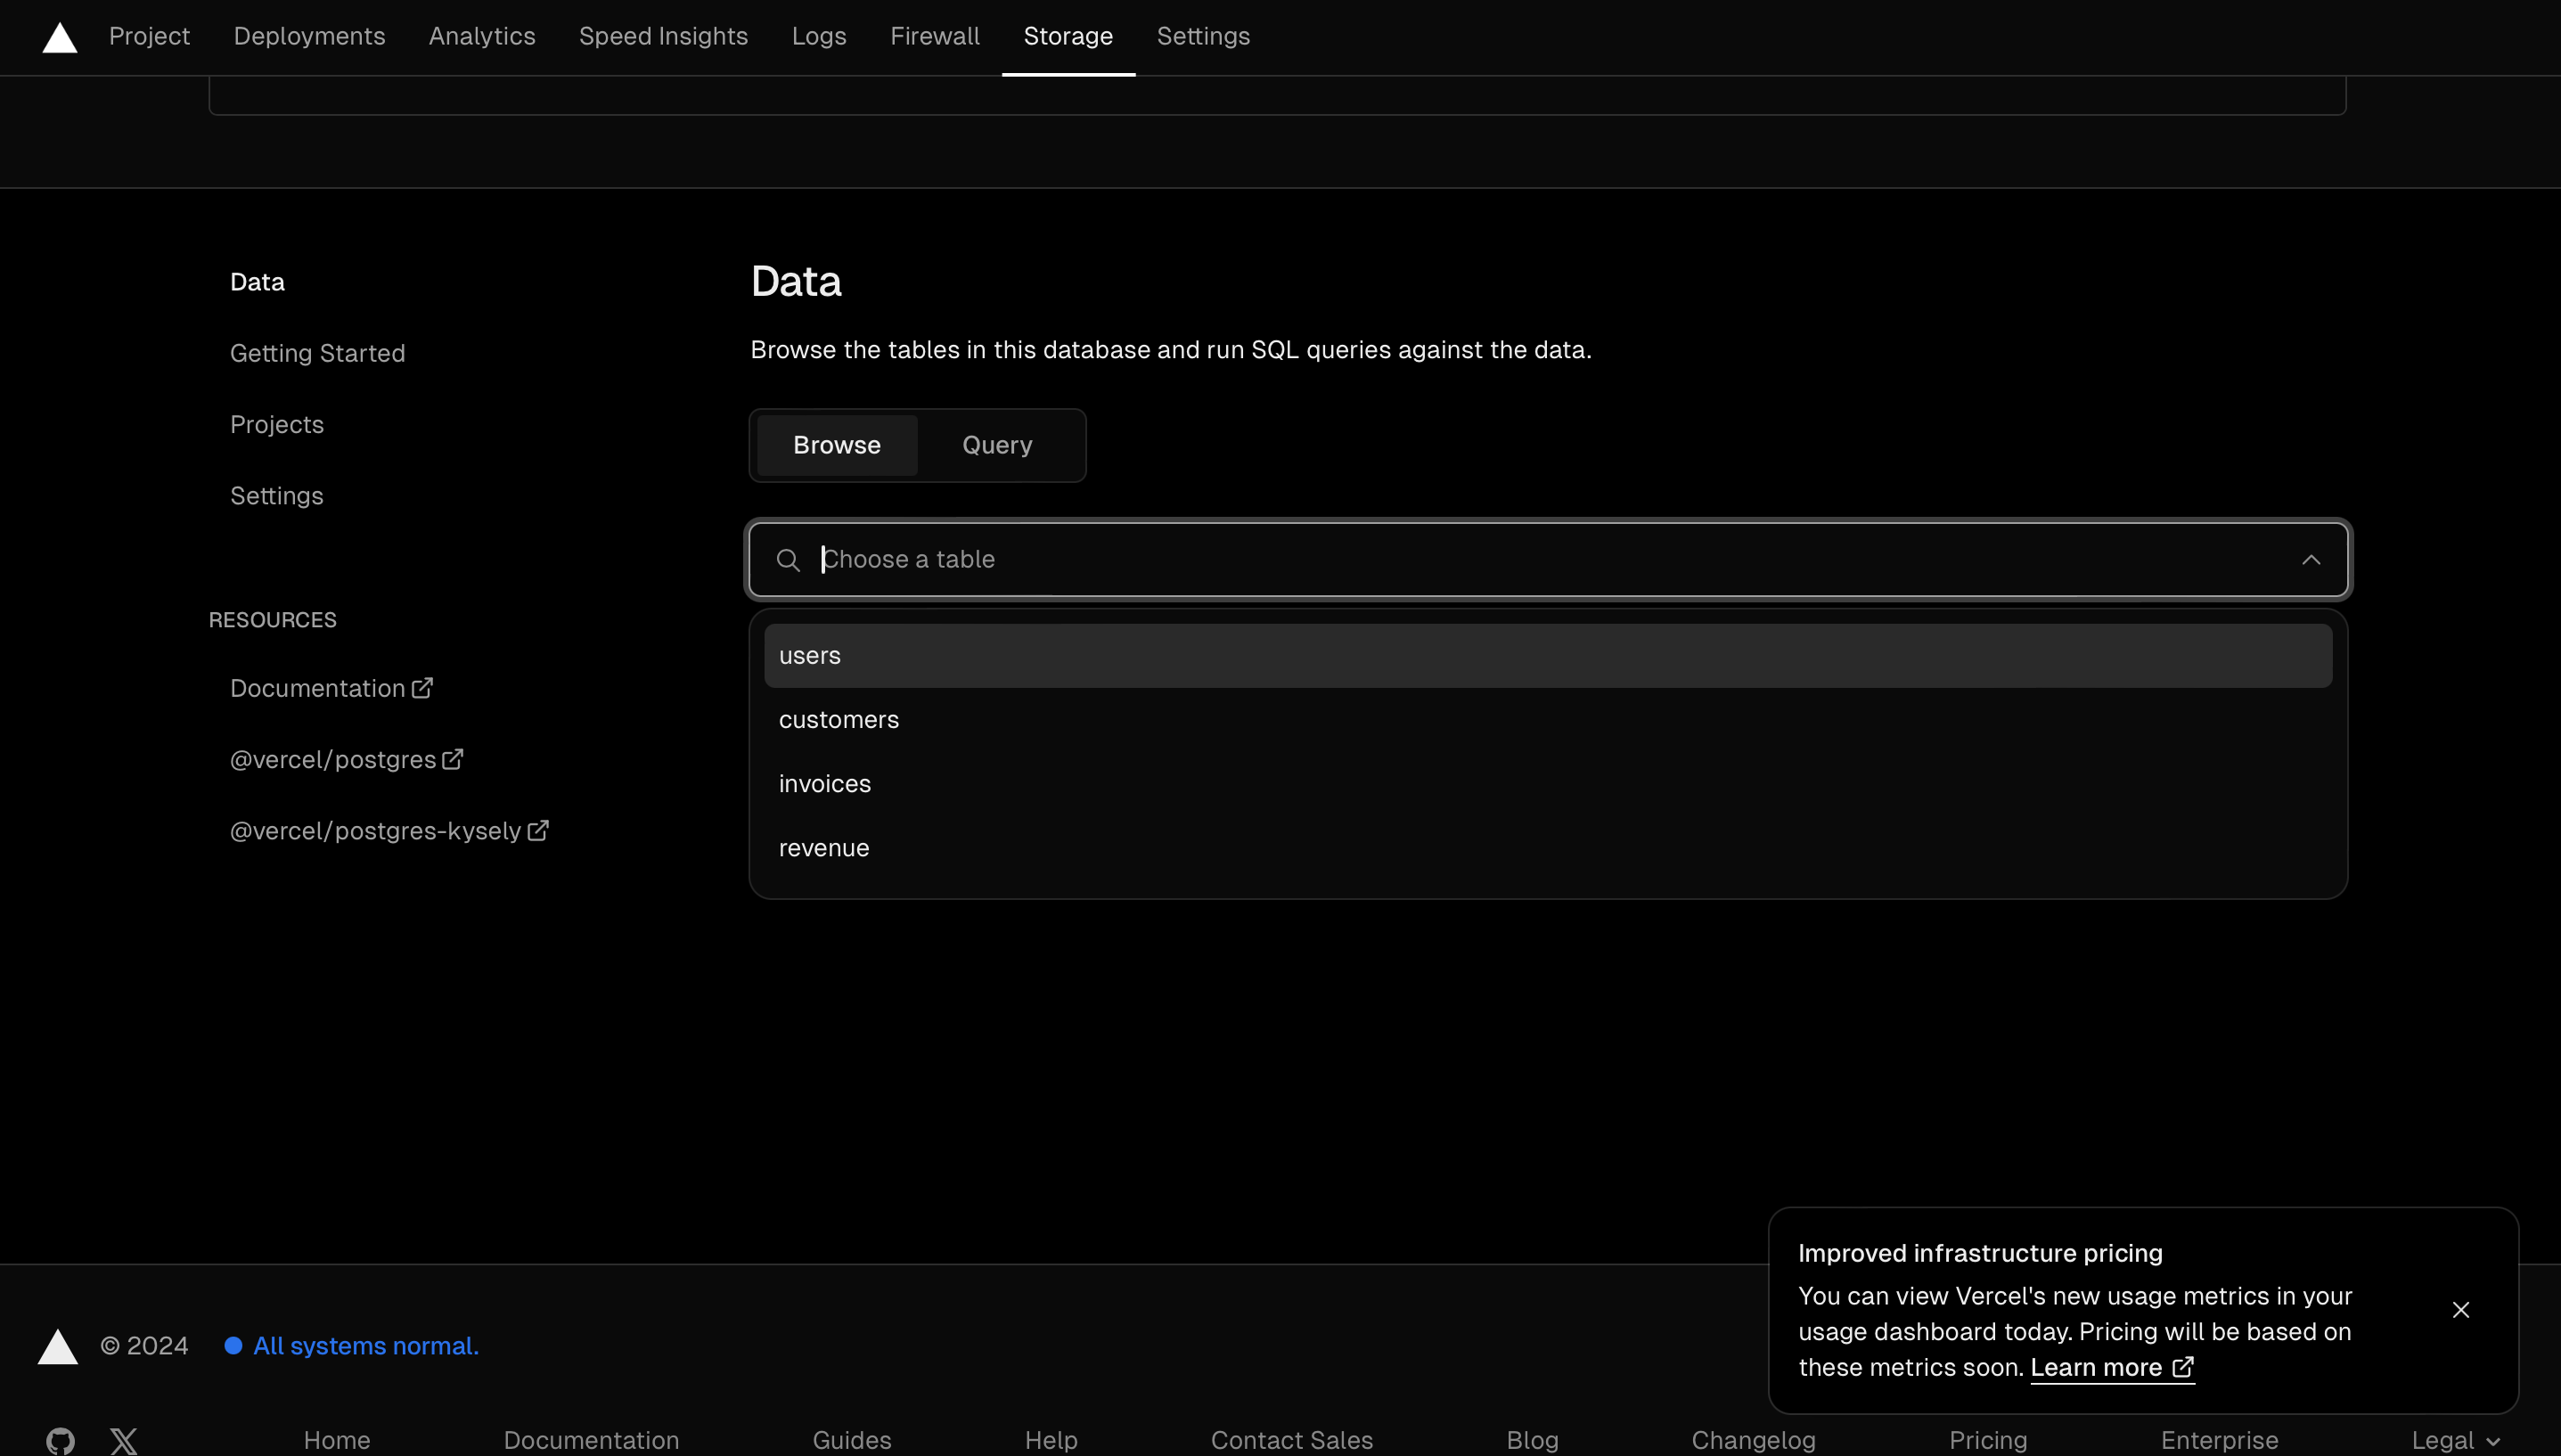 Project Deployments Analytics Speed Insights Logs Firewall Storage Settings
Data
Getting Started
Projects
Settings
RESOURCES
Documentation
@vercel/postgres
@vercel/postgres-kysely
Data
Browse the tables in this database and run SQL queries against the data.
Browse Query
Choose a table
users
customers
invoices
revenue
Improved infrastructure pricing
You can view Vercel's new usage metrics in your
usage dashboard today. Pricing will be based on
these metrics soon. Learn more
© 2024 All systems normal.
Home Documentation Guides Help Contact Sales Blog Changelog Pricing Enterprise Legal